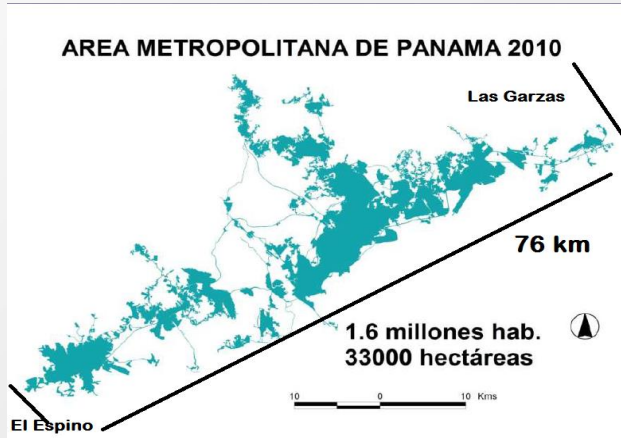 AREA METROPOLITANA DE PANAMA 2010
Las Garzas
76 km
1.6 millones hab.
33000 hectáreas
10 0 10 Kms
El Espino